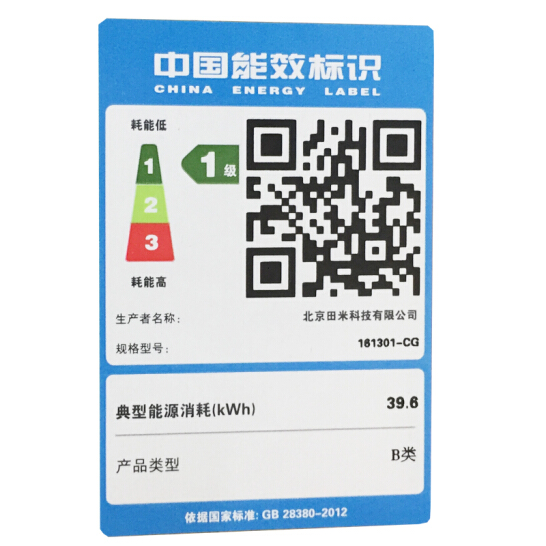 中国能效标识
CHINA ENERGY LABEL
耗能低
1
1级
2
3
耗能高
生产者名称: 北京田米科技有限公司
规格型号: 161301-CG
典型能源消耗(kWh) 39.6
产品类型 B类
依据国家标准: GB 28380-2012